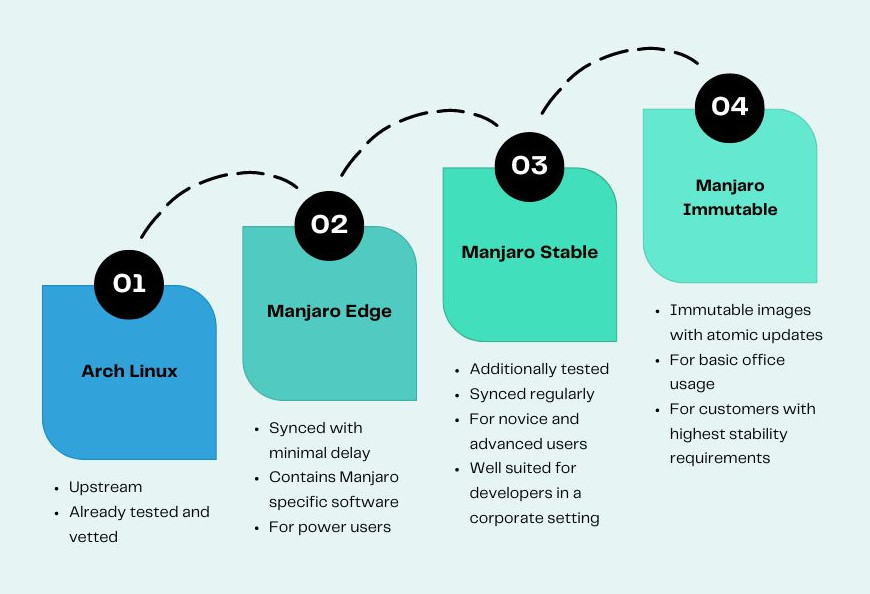 01
Arch Linux
• Upstream
• Already tested and
vetted
02
Manjaro Edge
• Synced with
minimal delay
• Contains Manjaro
specific software
• For power users
03
Manjaro Stable
• Additionally tested
• Synced regularly
• For novice and
advanced users
• Well suited for
developers in a
corporate setting
04
Manjaro
Immutable
• Immutable images
with atomic updates
• For basic office
usage
• For customers with
highest stability
requirements